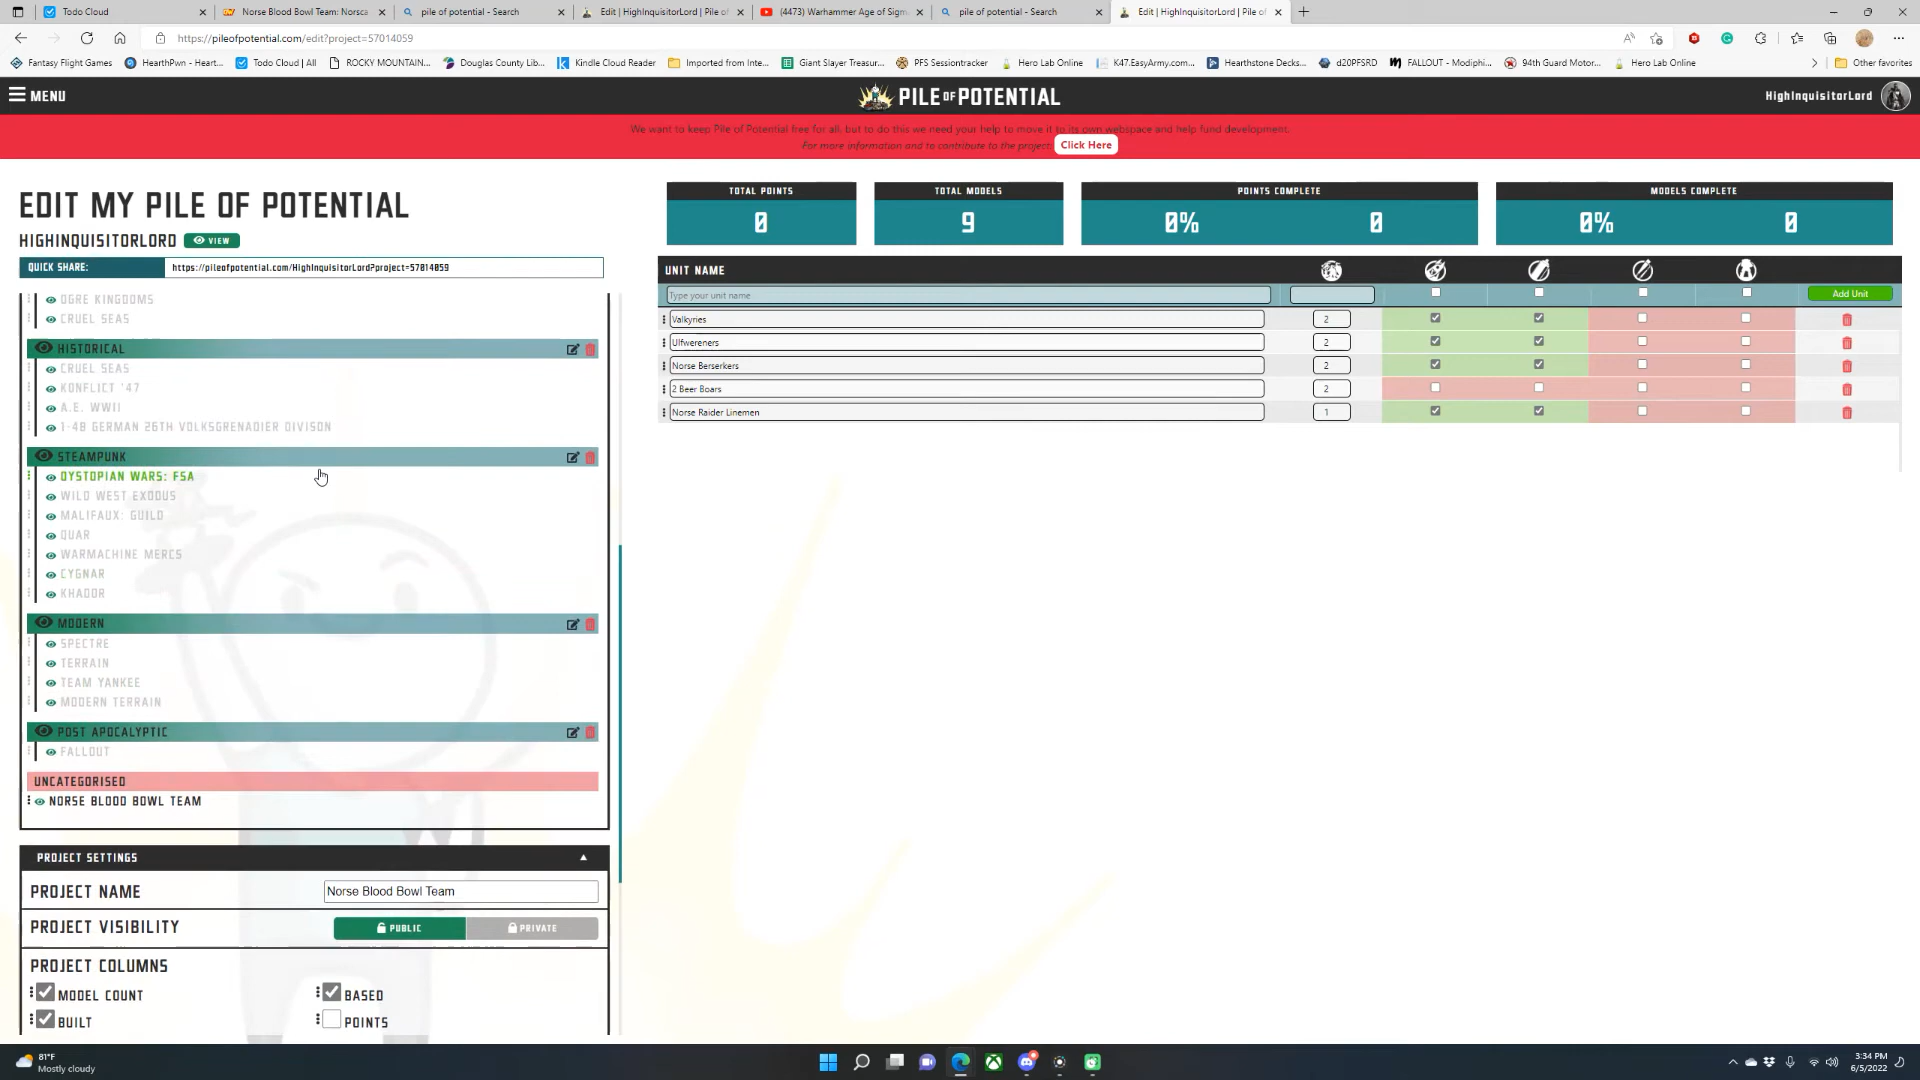 Todo Cloud
Norse Blood Bowl Team: Norsca
pile of potential - Search
Edit | HighInquisitorLord | Pile of
(4473) Warhammer Age of Sigm
pile of potential - Search
Edit | HighInquisitorLord | Pile of
https://pileofpotential.com/edit?project=57014059
Fantasy Flight Games
HearthPwn - Heart...
Todo Cloud | All
ROCKY MOUNTAIN...
Douglas County Lib...
Kindle Cloud Reader
Imported from Inte...
Giant Slayer Treasur...
PFS Sessiontracker
Hero Lab Online
K47.EasyArmy.com...
Hearthstone Decks...
d20PFSRD
FALLOUT - Modiphi...
94th Guard Motor...
Hero Lab Online
Other favorites
MENU
PILE OF POTENTIAL
HighInquisitorLord
We want to keep Pile of Potential free for all, but to do this we need your help to move it to its own webspace and help fund development.
For more information and to contribute to the project: Click Here
EDIT MY PILE OF POTENTIAL
HIGHINQUISITORLORD
VIEW
QUICK SHARE:
https://pileofpotential.com/HighInquisitorLord?project=57014059
TOTAL POINTS
0
TOTAL MODELS
9
POINTS COMPLETE
0%
0
MODELS COMPLETE
0%
0
OGRE KINGDOMS
CRUEL SEAS
HISTORICAL
CRUEL SEAS
KONFLICT '47
A.E. WWII
1-48 GERMAN 26TH VOLKSGRENADIER DIVISON
STEAMPUNK
DYSTOPIAN WARS: FSA
WILD WEST EXODUS
MALIFAUX: GUILD
QUAR
WARMACHINE MERCS
CYGNAR
KHADOR
MODERN
SPECTRE
TERRAIN
TEAM YANKEE
MODERN TERRAIN
POST APOCALYPTIC
FALLOUT
UNCATEGORISED
NORSE BLOOD BOWL TEAM
UNIT NAME
Type your unit name
Add Unit
Valkyries 2
Ulfwereners 2
Norse Berserkers 2
2 Beer Boars 2
Norse Raider Linemen 1
PROJECT SETTINGS
PROJECT NAME
Norse Blood Bowl Team
PROJECT VISIBILITY
PUBLIC
PRIVATE
PROJECT COLUMNS
MODEL COUNT
BASED
BUILT
POINTS
81°F
Mostly cloudy
3:34 PM
6/5/2022